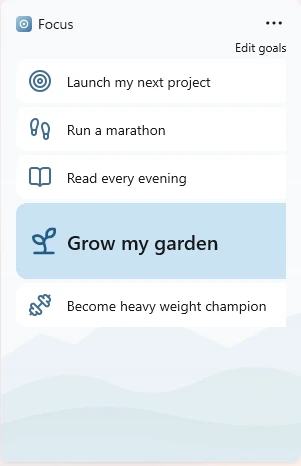 Focus
Edit goals
Launch my next project
Run a marathon
Read every evening
Grow my garden
Become heavy weight champion